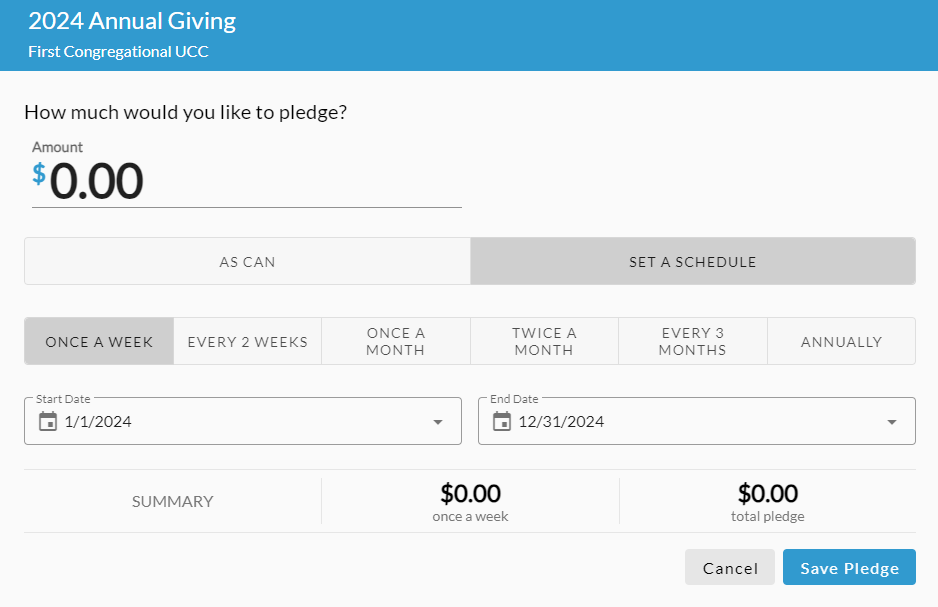 2024 Annual Giving
First Congregational UCC
How much would you like to pledge?
Amount
$0.00
AS CAN
SET A SCHEDULE
ONCE A WEEK
EVERY 2 WEEKS
ONCE A
MONTH
TWICE A
MONTH
EVERY 3
MONTHS
ANNUALLY
Start Date
1/1/2024
End Date
12/31/2024
SUMMARY
$0.00
once a week
$0.00
total pledge
Cancel
Save Pledge